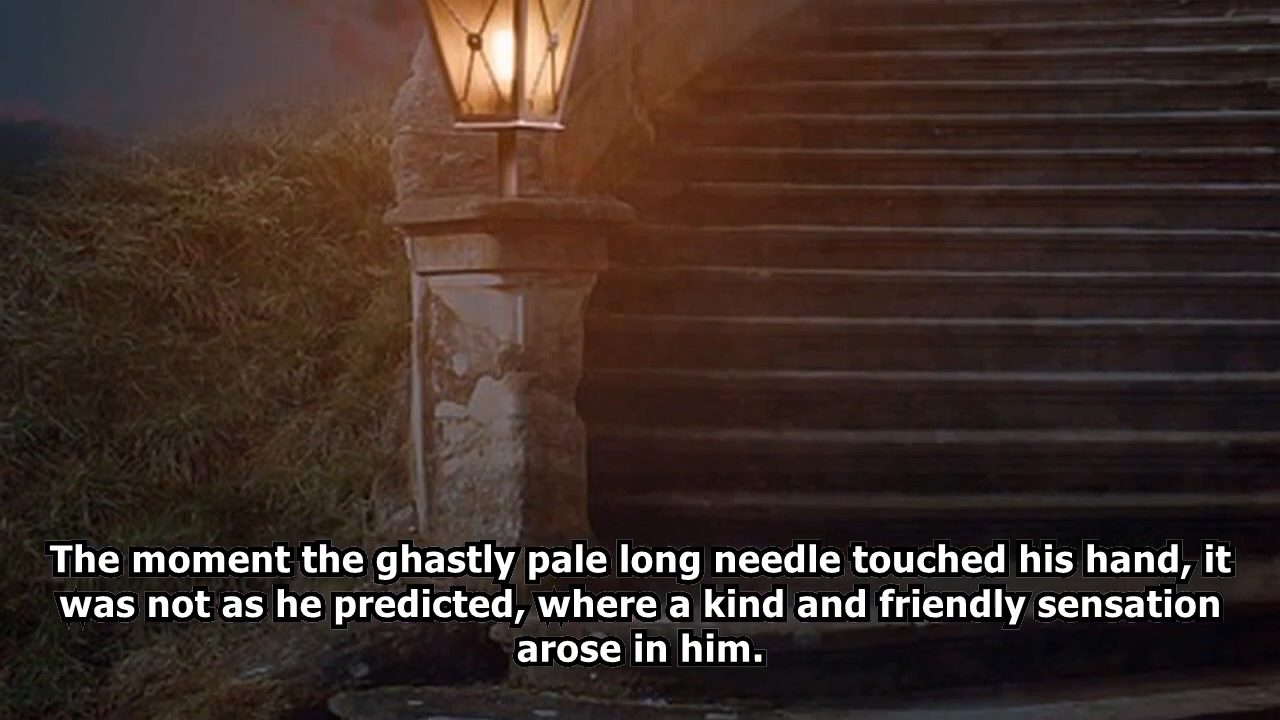 The moment the ghastly pale long needle touched his hand, it
was not as he predicted, where a kind and friendly sensation
arose in him.